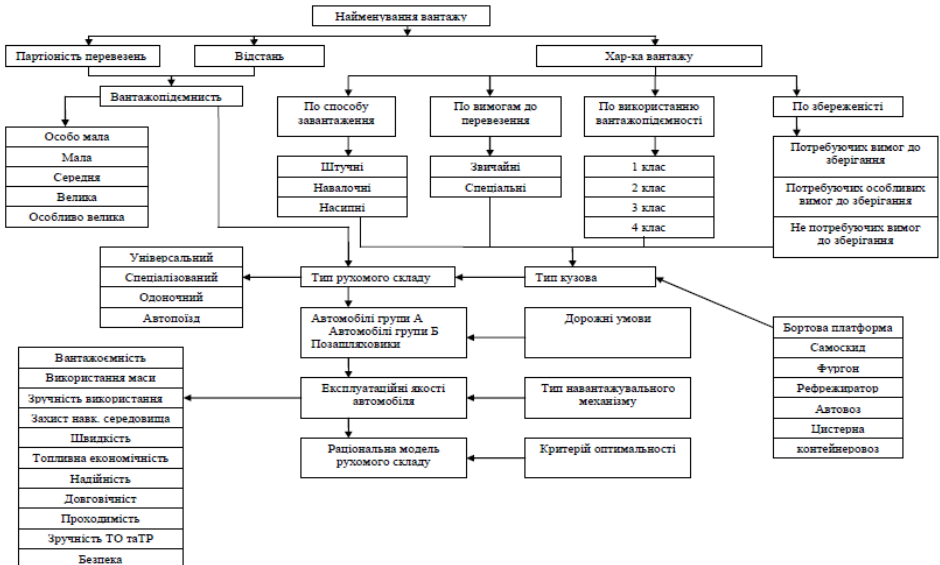 Найменування вантажу
Партіоність перевезень
Відстань
Хар-ка вантажу
Вантажопідємнисть
Особо мала
Мала
Середня
Велика
Особливо велика
По способу
завантаження
Штучні
Навалочні
Насипні
По вимогам до
перевезення
Звичайні
Спеціальні
По використанню
вантажопідємності
1 клас
2 клас
3 клас
4 клас
По збереженісті
Потребуючих вимог до
зберігання
Потребуючих особливих
вимог до зберігання
Не потребуючих вимог
до зберігання
Універсальний
Спеціалізований
Одоночний
Автопоїзд
Тип рухомого складу
Тип кузова
Автомобілі групи А
Автомобілі групи Б
Позашляховики
Дорожні умови
Бортова платформа
Самоскид
Фургон
Рефрежиратор
Автовоз
Цистерна
контейнеровоз
Вантажоємність
Використання маси
Зручність використання
Захист навк. середовища
Швидкість
Топливна економічність
Надійність
Довговічніст
Проходимість
Зручність ТО таТР
Безпека
Експлуатаційні якості
автомобіля
Тип навантажувального
механізму
Раціональна модель
рухомого складу
Критерій оптимальності